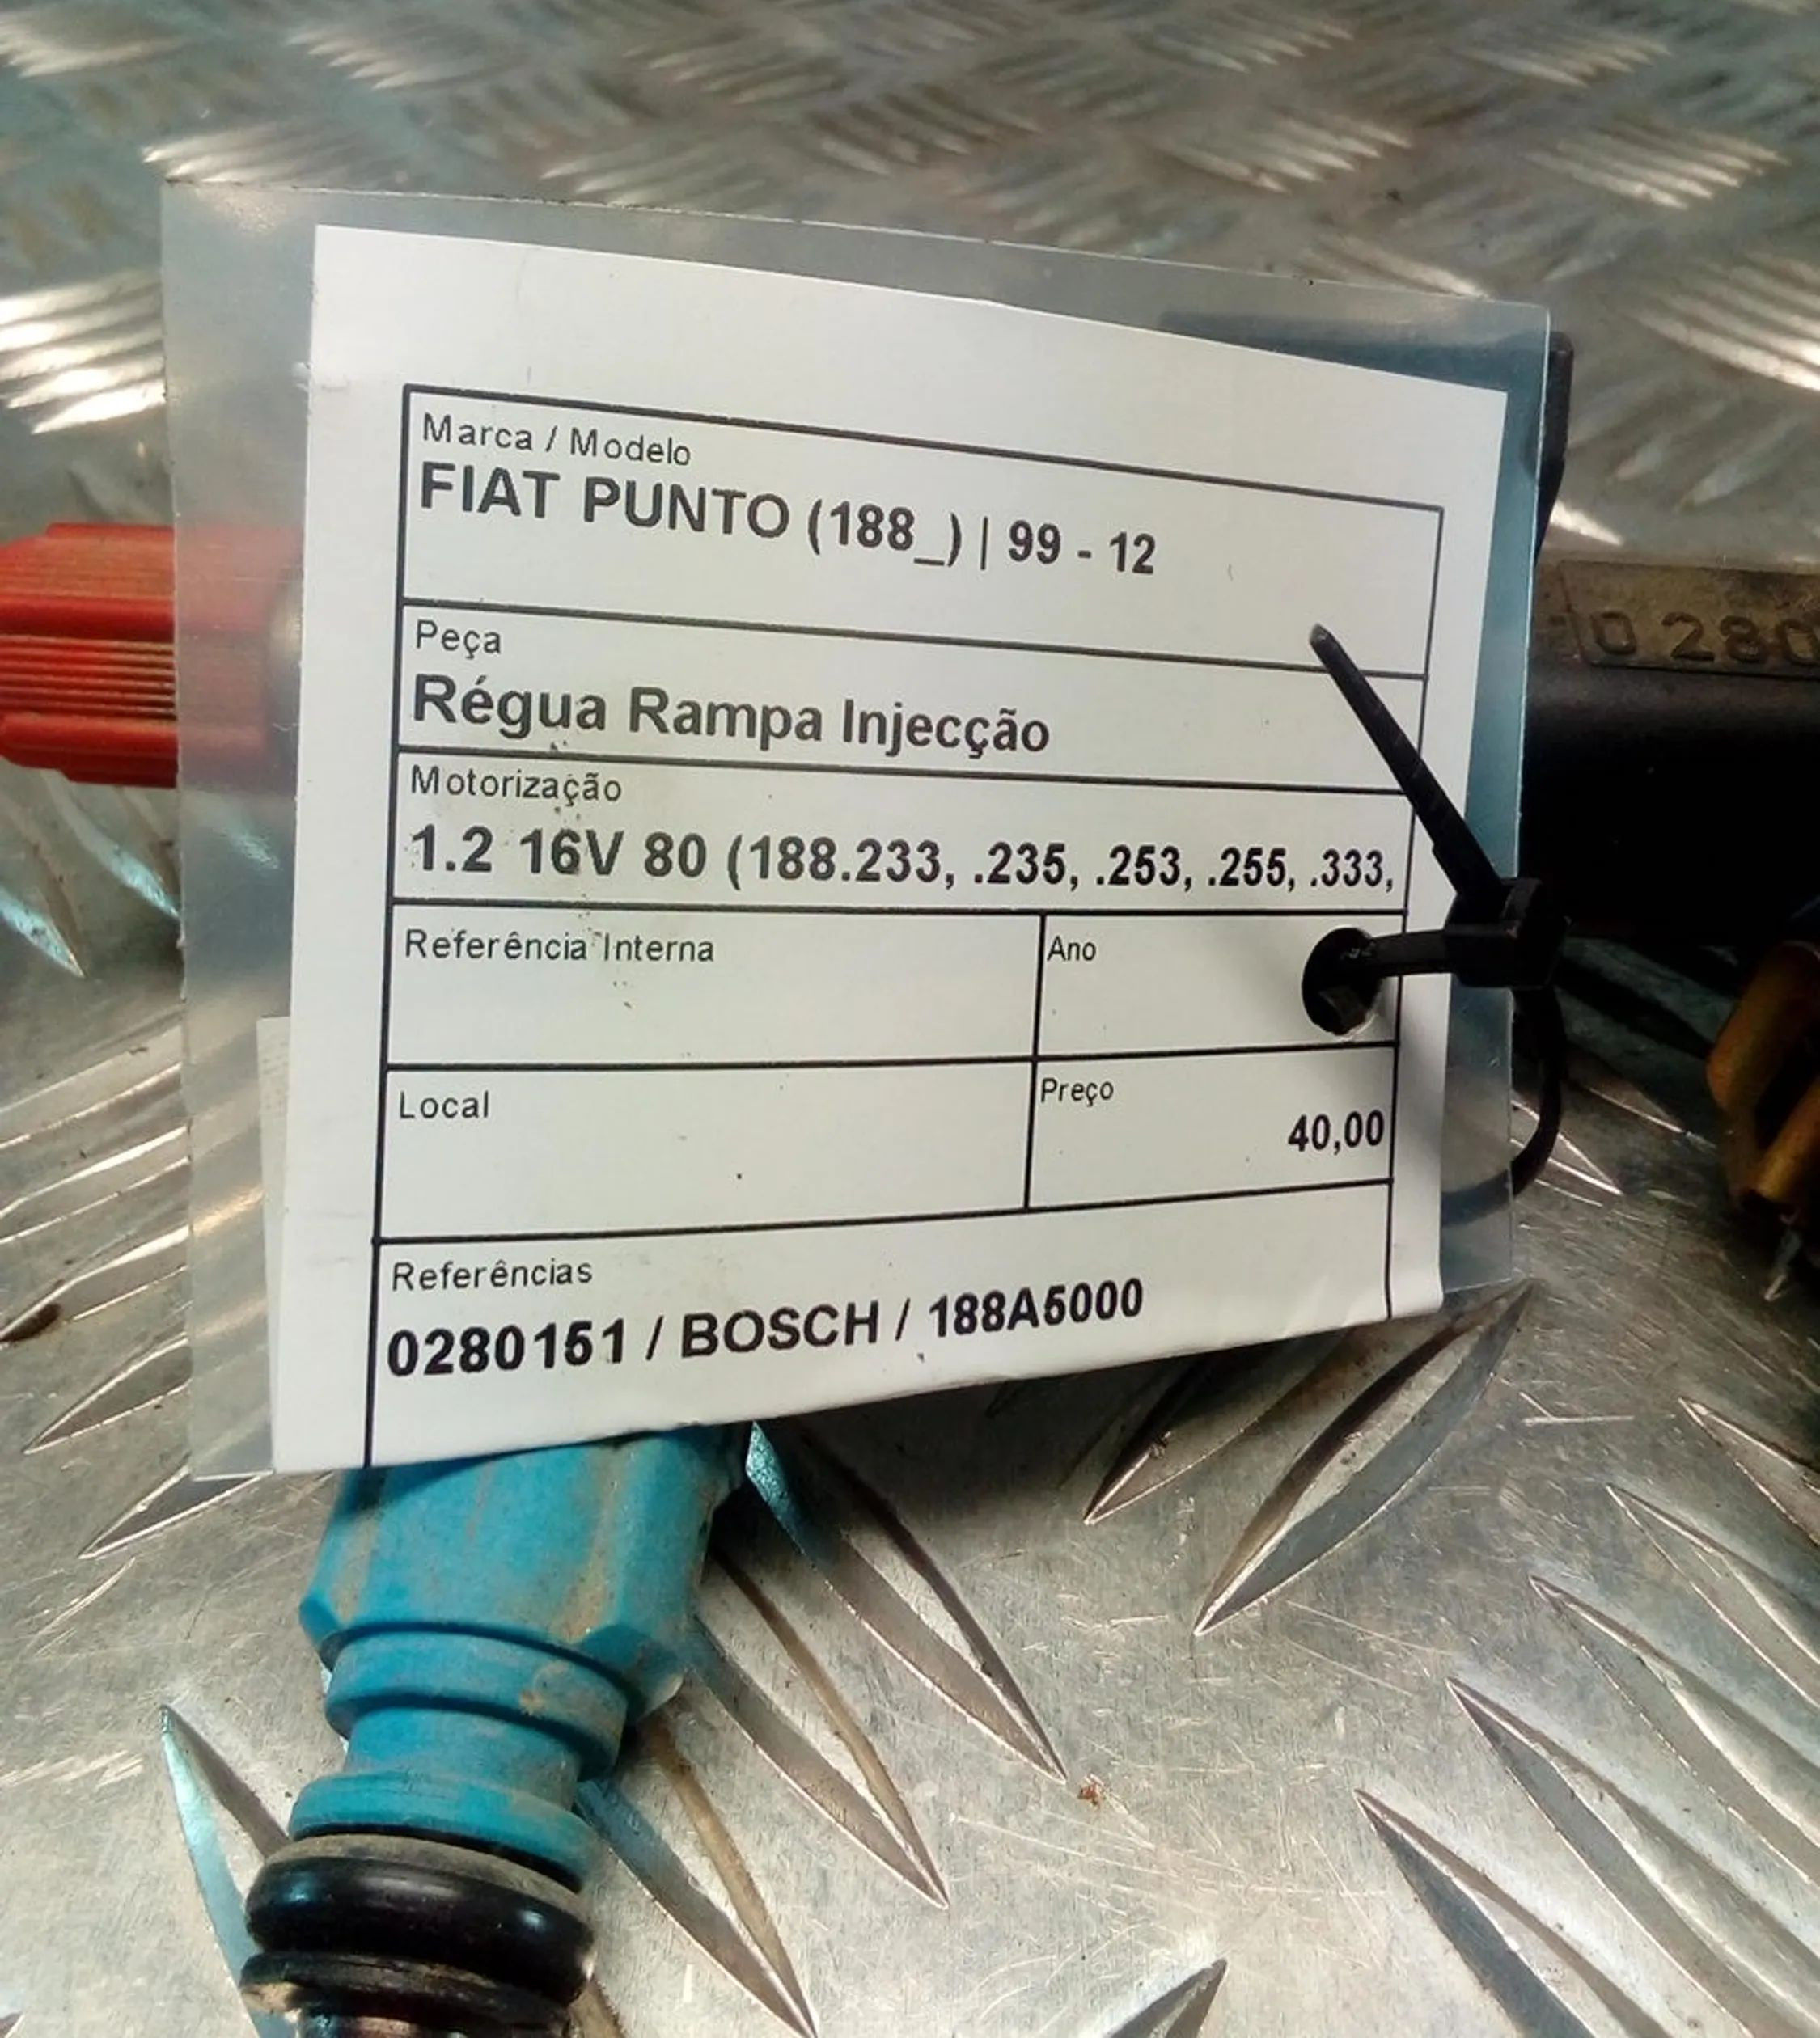 Marca / Modelo
FIAT PUNTO (188_) | 99 - 12
Peça
Régua Rampa Injecção
Motorização
1.2 16V 80 (188.233, .235, .253, .255, .333,
Referência Interna
Ano
Local
Preço
40,00
Referências
0280151 / BOSCH / 188A5000
0 280